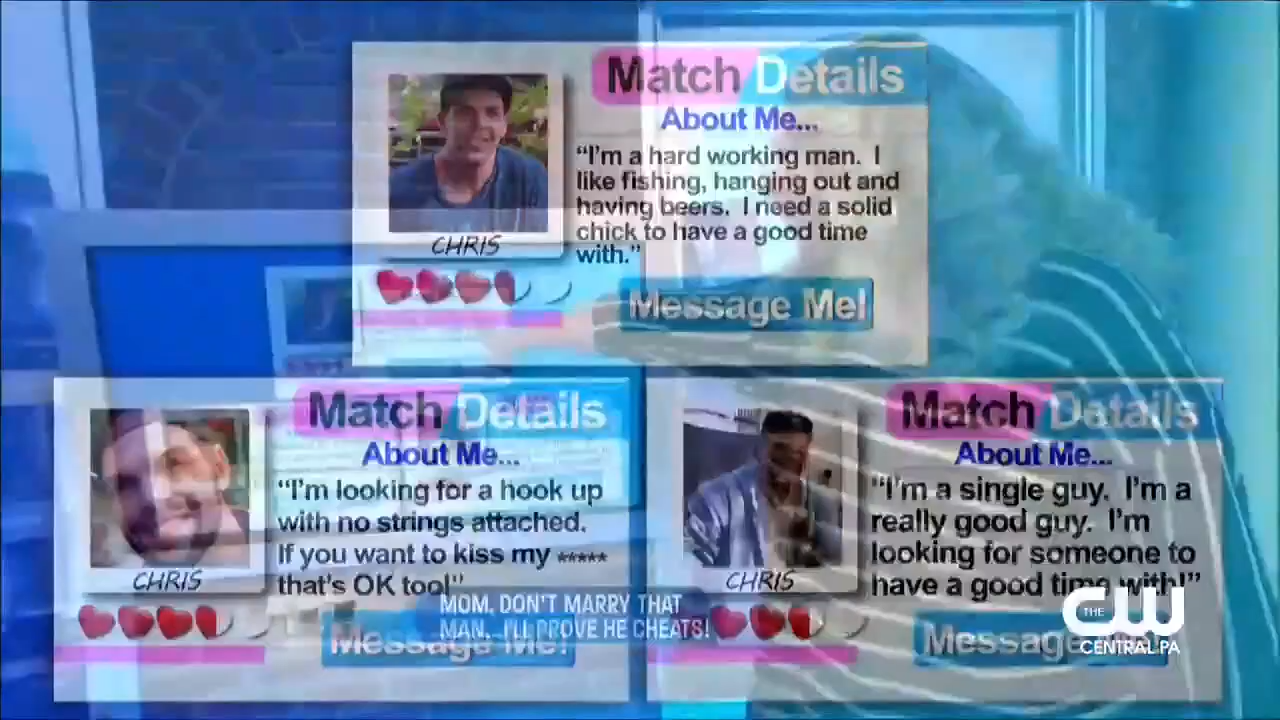 Match Details
About Me...
“I'm a hard working man. I
like fishing, hanging out and
having beers. I need a solid
chick to have a good time
with.”
CHRIS
Message Me!
Match Details
About Me...
“I'm looking for a hook up
with no strings attached.
If you want to kiss my *****
that's OK too!”
CHRIS
Message Me!
Match Details
About Me...
“I'm a single guy. I'm a
really good guy. I'm
looking for someone to
have a good time with!”
CHRIS
Message
MOM, DON'T MARRY THAT
MAN. I'LL PROVE HE CHEATS!
THE CW
CENTRAL PA